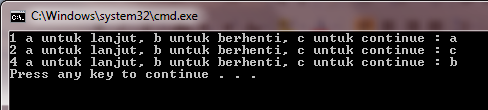 C:\Windows\system32\cmd.exe
1 a untuk lanjut, b untuk berhenti, c untuk continue : a
2 a untuk lanjut, b untuk berhenti, c untuk continue : c
4 a untuk lanjut, b untuk berhenti, c untuk continue : b
Press any key to continue . . .